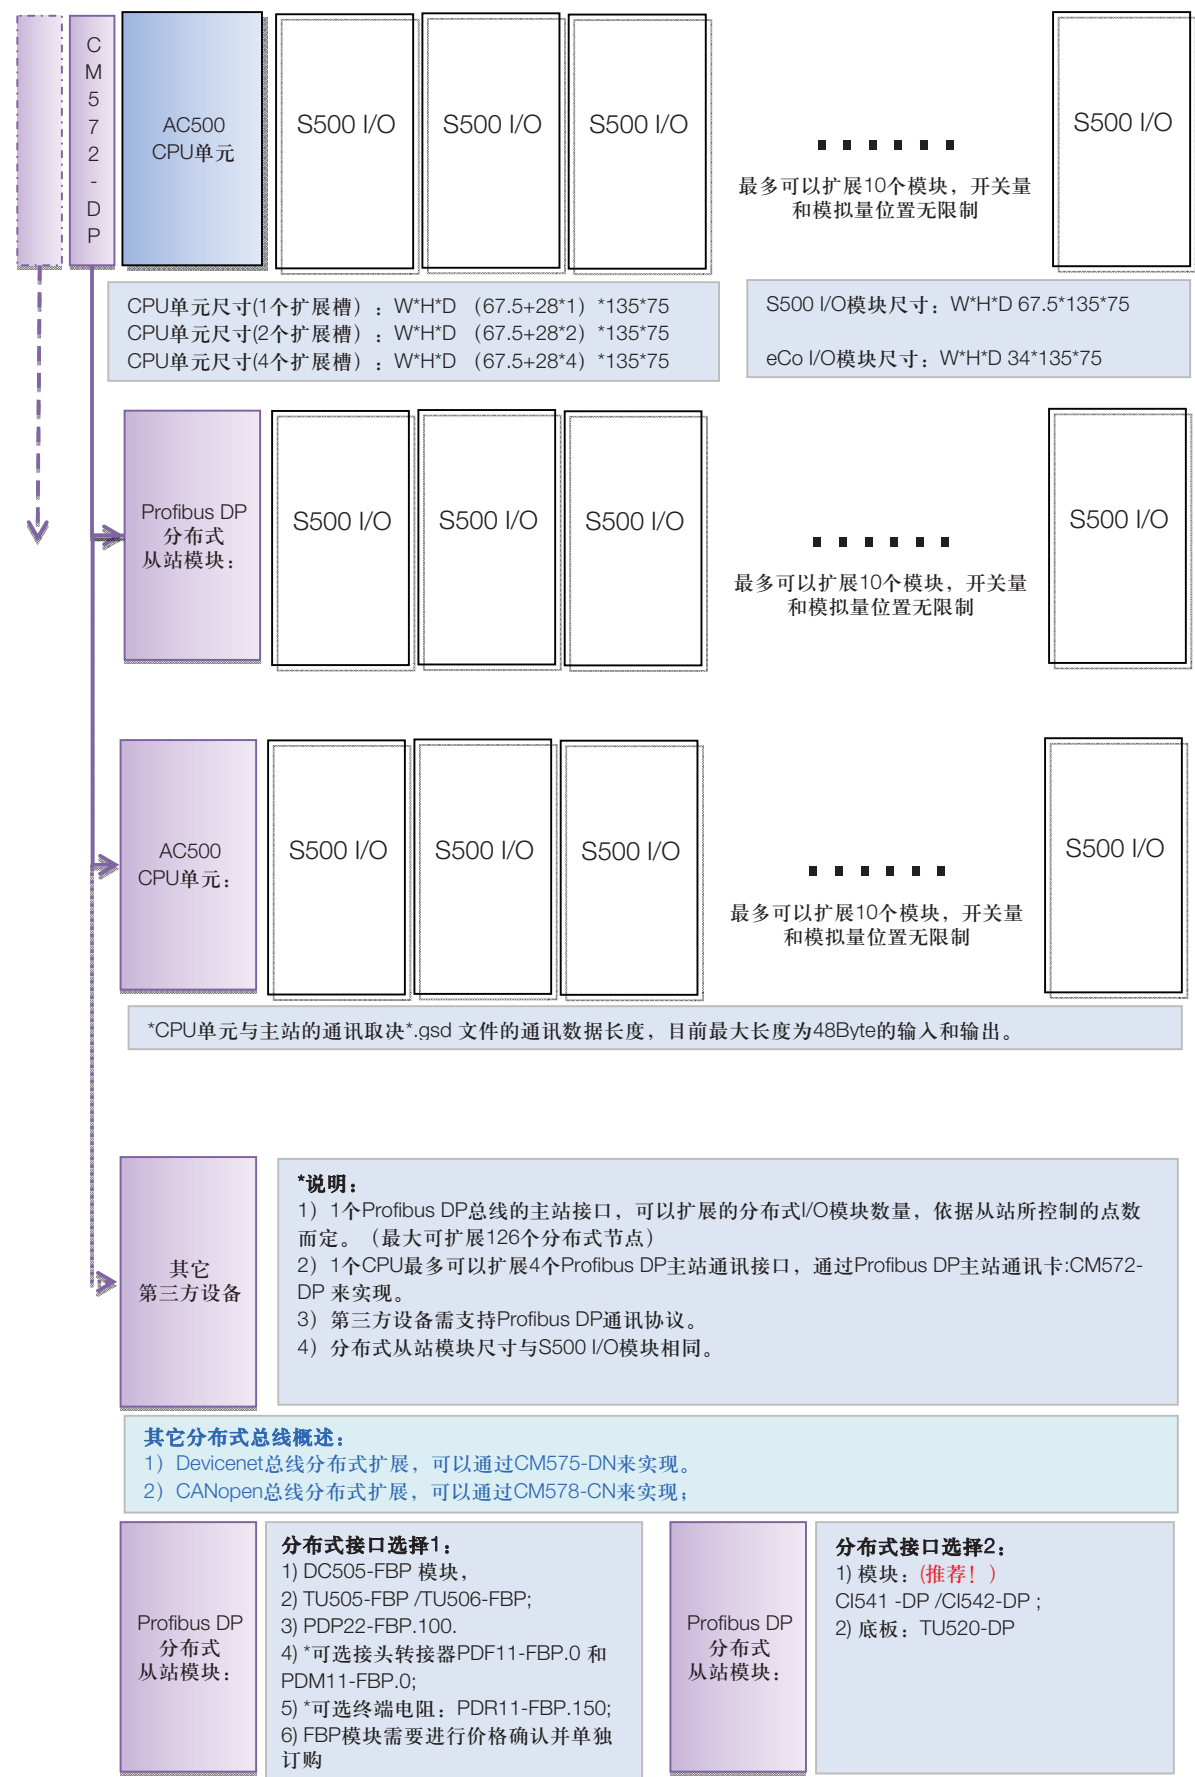 CM572-DP
AC500
CPU单元
S500 I/O
S500 I/O
S500 I/O
S500 I/O
最多可以扩展10个模块，开关量
和模拟量位置无限制
CPU单元尺寸(1个扩展槽）：W*H*D （67.5+28*1）*135*75
CPU单元尺寸(2个扩展槽）：W*H*D （67.5+28*2）*135*75
CPU单元尺寸(4个扩展槽）：W*H*D （67.5+28*4）*135*75
S500 I/O模块尺寸：W*H*D 67.5*135*75
eCo I/O模块尺寸：W*H*D 34*135*75
Profibus DP
分布式
从站模块：
S500 I/O
S500 I/O
S500 I/O
S500 I/O
最多可以扩展10个模块，开关量
和模拟量位置无限制
AC500
CPU单元：
S500 I/O
S500 I/O
S500 I/O
S500 I/O
最多可以扩展10个模块，开关量
和模拟量位置无限制
*CPU单元与主站的通讯取决*.gsd 文件的通讯数据长度，目前最大长度为48Byte的输入和输出。
其它
第三方设备
*说明：
1）1个Profibus DP总线的主站接口，可以扩展的分布式I/O模块数量，依据从站所控制的点数
而定。（最大可扩展126个分布式节点）
2）1个CPU最多可以扩展4个Profibus DP主站通讯接口，通过Profibus DP主站通讯卡:CM572-
DP 来实现。
3）第三方设备需支持Profibus DP通讯协议。
4）分布式从站模块尺寸与S500 I/O模块相同。
其它分布式总线概述：
1）Devicenet总线分布式扩展，可以通过CM575-DN来实现。
2）CANopen总线分布式扩展，可以通过CM578-CN来实现；
Profibus DP
分布式
从站模块：
分布式接口选择1：
1) DC505-FBP 模块，
2) TU505-FBP /TU506-FBP;
3) PDP22-FBP.100.
4) *可选接头转接器PDF11-FBP.0 和
PDM11-FBP.0;
5) *可选终端电阻：PDR11-FBP.150;
6) FBP模块需要进行价格确认并单独
订购
Profibus DP
分布式
从站模块：
分布式接口选择2：
1) 模块：(推荐！)
CI541 -DP /CI542-DP ;
2) 底板：TU520-DP